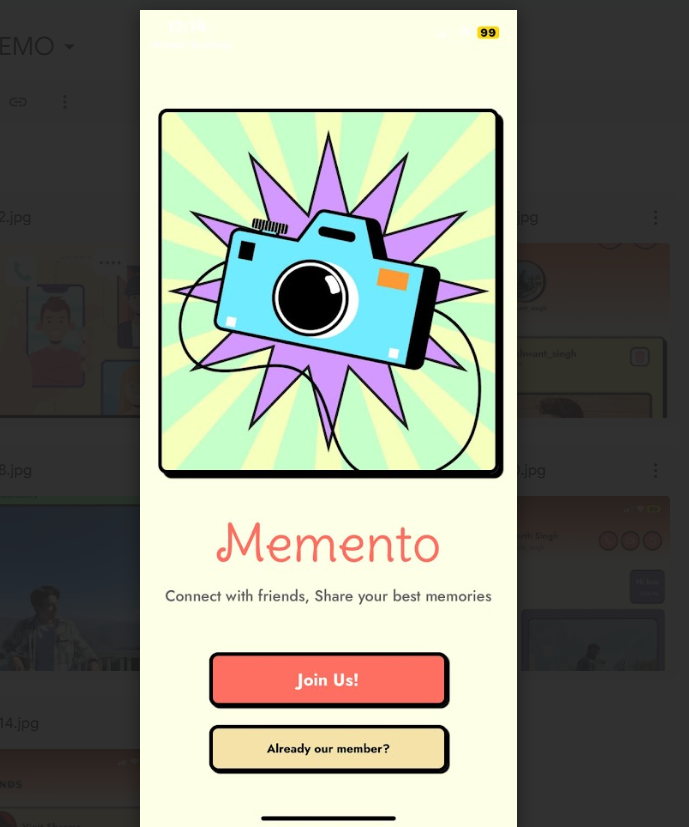 99
EMO
2.jpg
jpg
8.jpg
.jpg
14.jpg
Memento
Connect with friends, Share your best memories
Join Us!
Already our member?